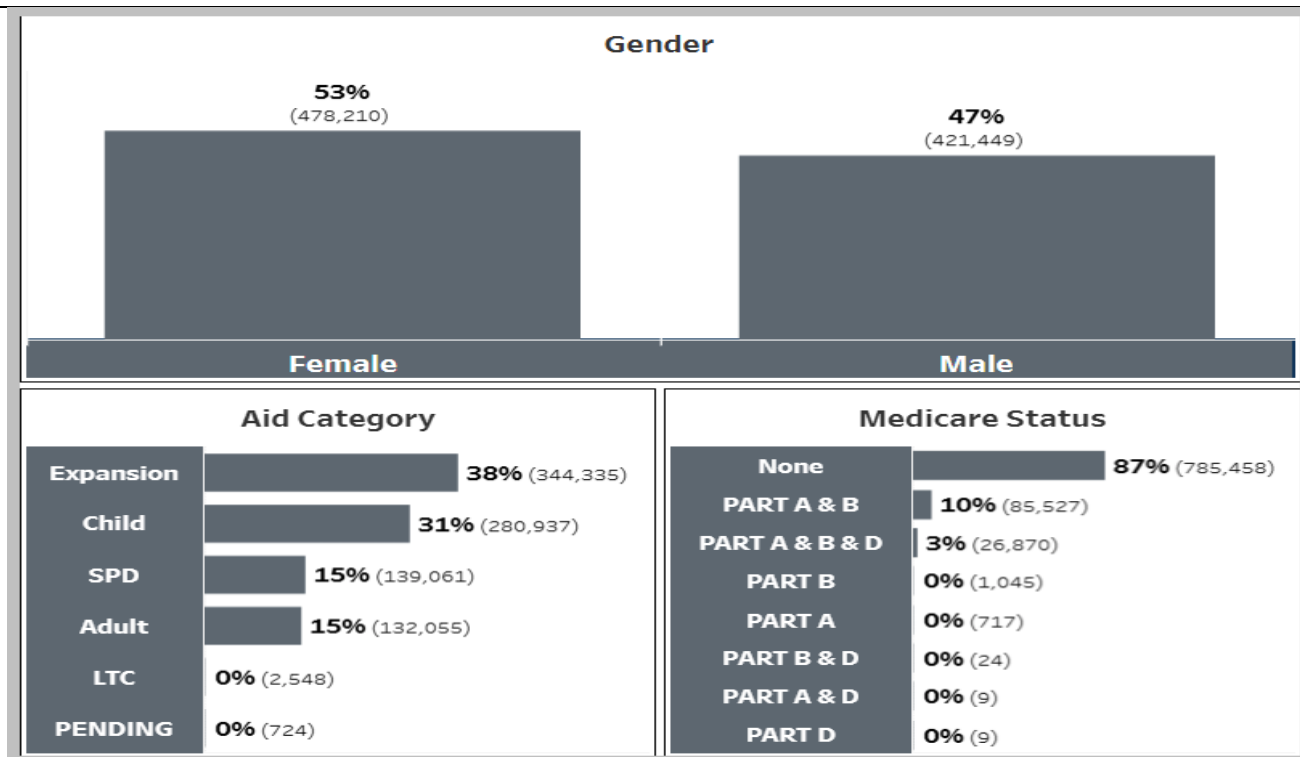 Gender
53%
(478,210)
47%
(421,449)
Female
Male
Aid Category
Expansion 38% (344,335)
Child 31% (280,937)
SPD 15% (139,061)
Adult 15% (132,055)
LTC 0% (2,548)
PENDING 0% (724)
Medicare Status
None 87% (785,458)
PART A & B 10% (85,527)
PART A & B & D 3% (26,870)
PART B 0% (1,045)
PART A 0% (717)
PART B & D 0% (24)
PART A & D 0% (9)
PART D 0% (9)